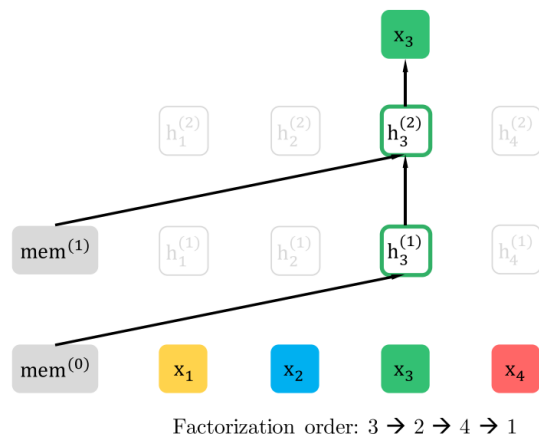 x₃
h₁⁽²⁾ h₂⁽²⁾ h₃⁽²⁾ h₄⁽²⁾
mem⁽¹⁾ h₁⁽¹⁾ h₂⁽¹⁾ h₃⁽¹⁾ h₄⁽¹⁾
mem⁽⁰⁾ x₁ x₂ x₃ x₄
Factorization order: 3 → 2 → 4 → 1